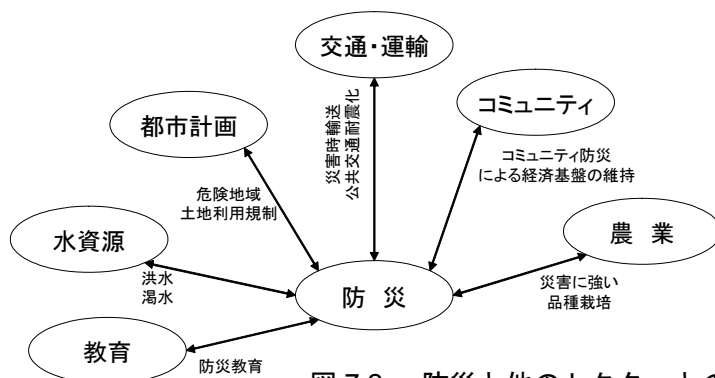 交通・運輸
コミュニティ
都市計画
災害時輸送
公共交通耐震化
コミュニティ防災
による経済基盤の維持
危険地域
土地利用規制
農 業
水資源
洪水
渇水
防 災
災害に強い
品種栽培
教育
防災教育